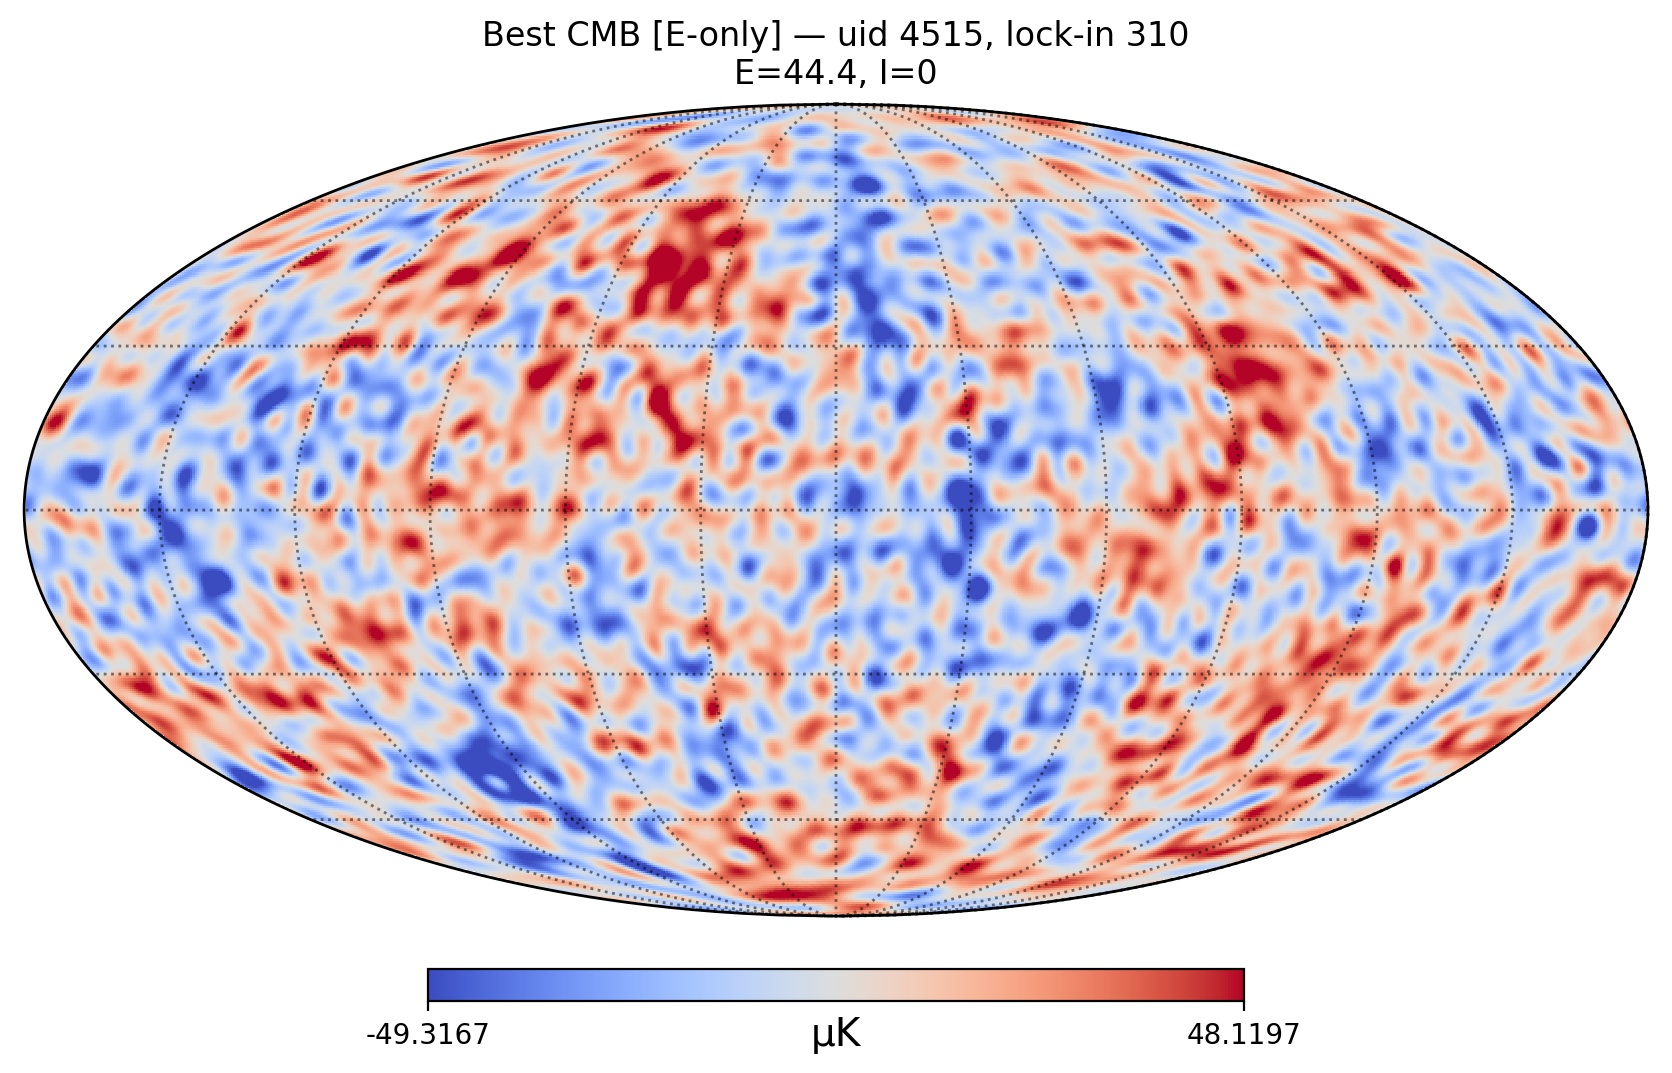 Best CMB [E-only] — uid 4515, lock-in 310
E=44.4, I=0
-49.3167
μK
48.1197